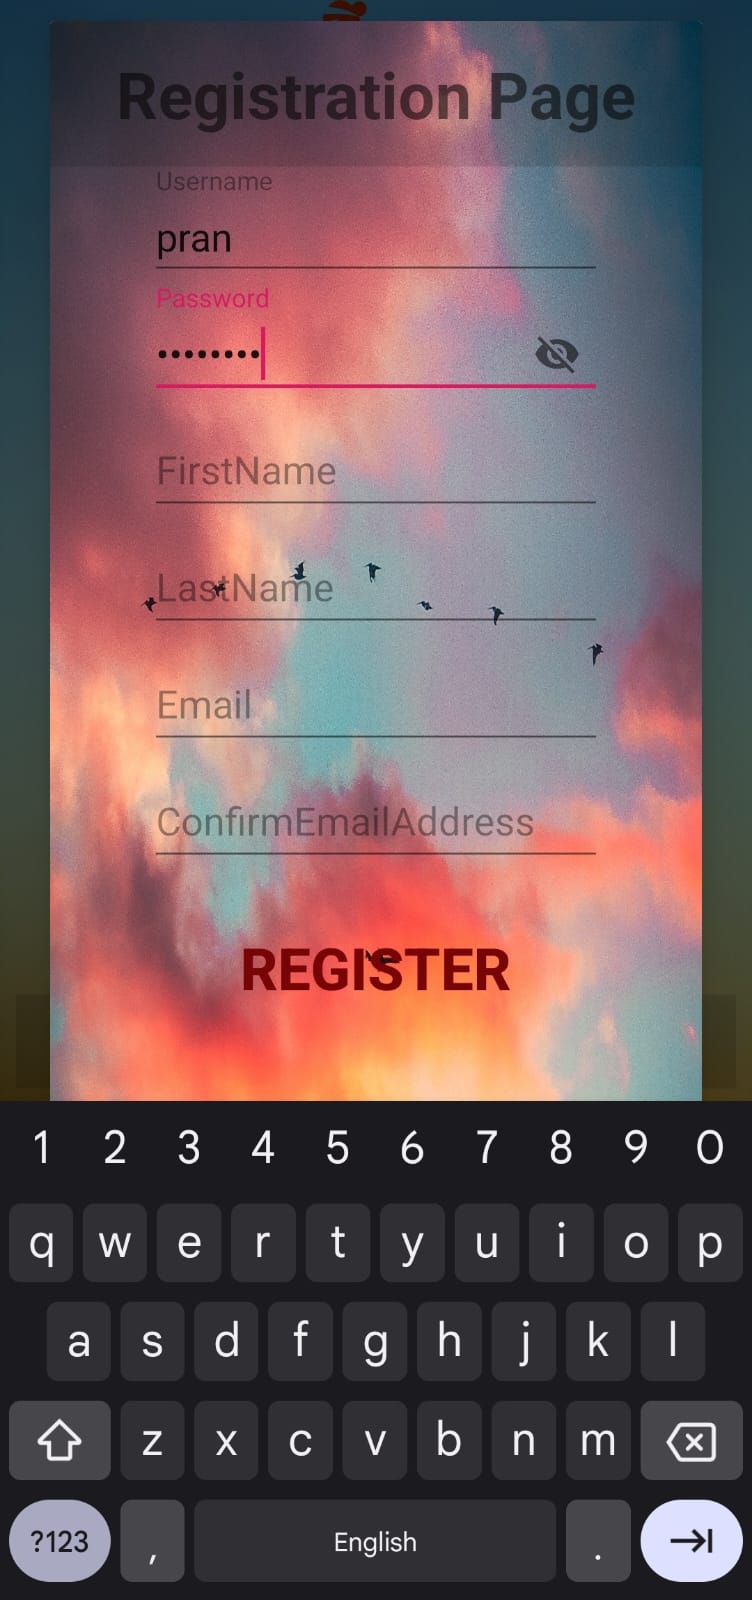 Registration Page
Username
pran
Password
••••••••
FirstName
LastName
Email
ConfirmEmailAddress
REGISTER
1 2 3 4 5 6 7 8 9 0
q w e r t y u i o p
a s d f g h j k l
z x c v b n m
?123 , English .